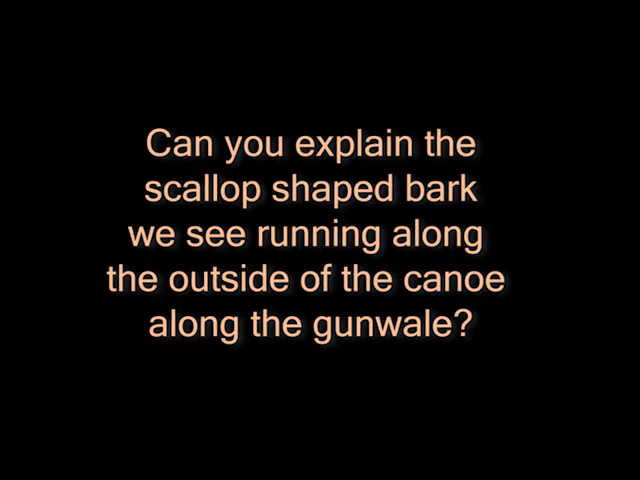 Can you explain the
scallop shaped bark
we see running along
the outside of the canoe
along the gunwale?